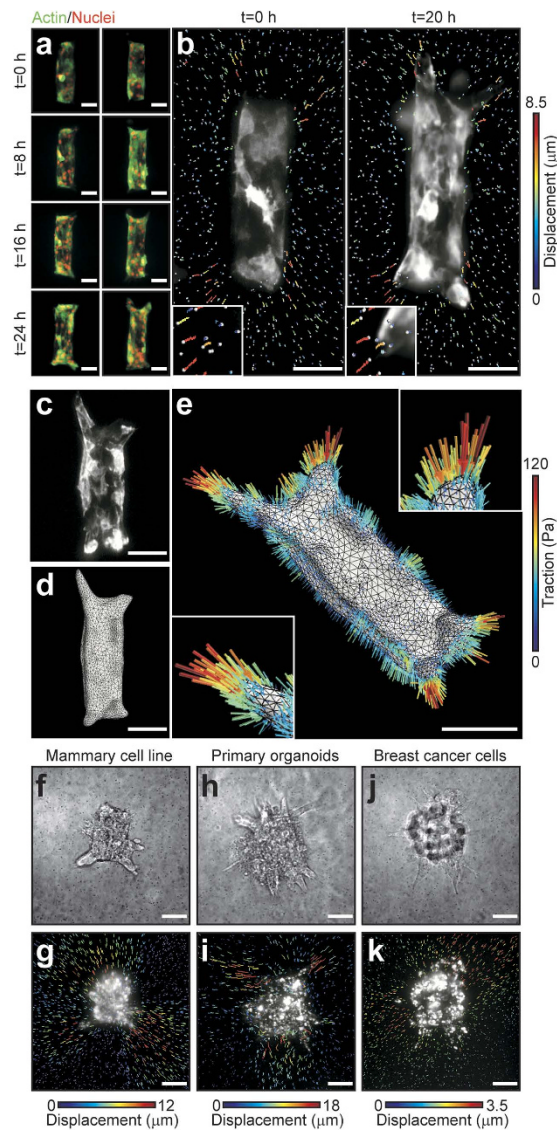 Actin/Nuclei
t=0 h
t=20 h
a
b
t=0 h
t=8 h
t=16 h
t=24 h
8.5
Displacement (μm)
0
c
d
e
120
Traction (Pa)
0
Mammary cell line
Primary organoids
Breast cancer cells
f
h
j
g
i
k
0 12
Displacement (μm)
0 18
Displacement (μm)
0 3.5
Displacement (μm)